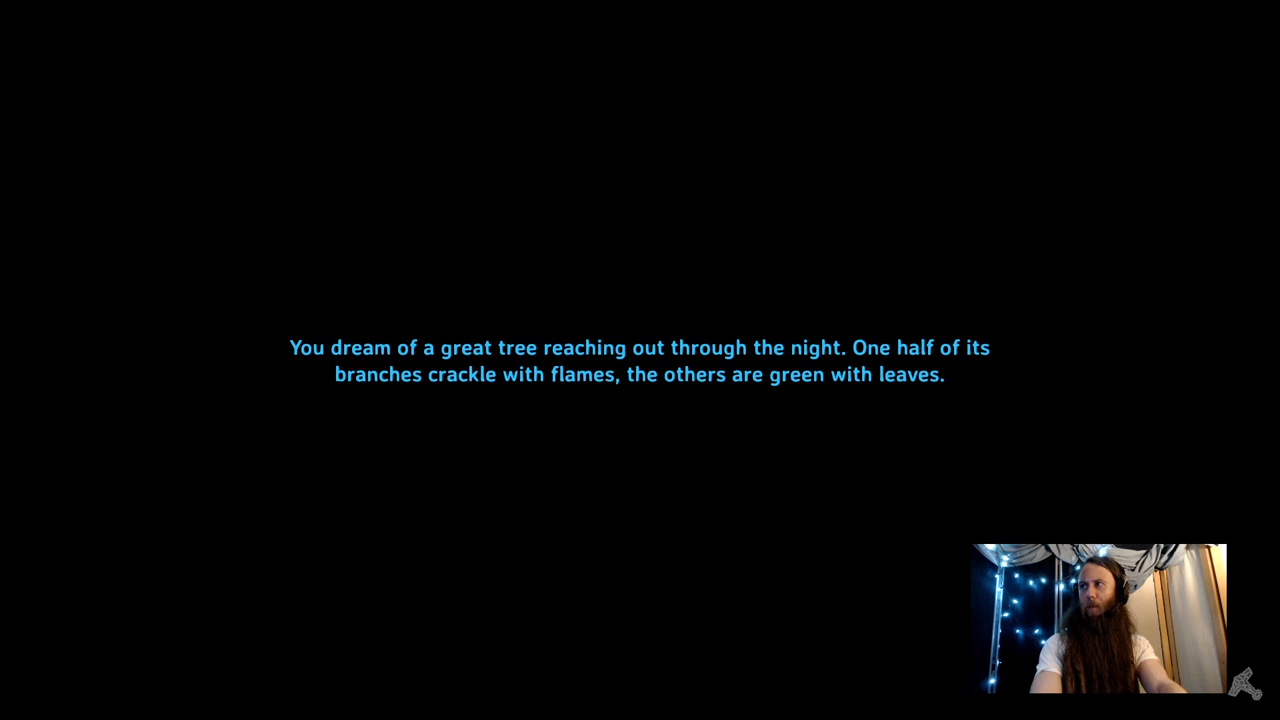 You dream of a great tree reaching out through the night. One half of its
branches crackle with flames, the others are green with leaves.